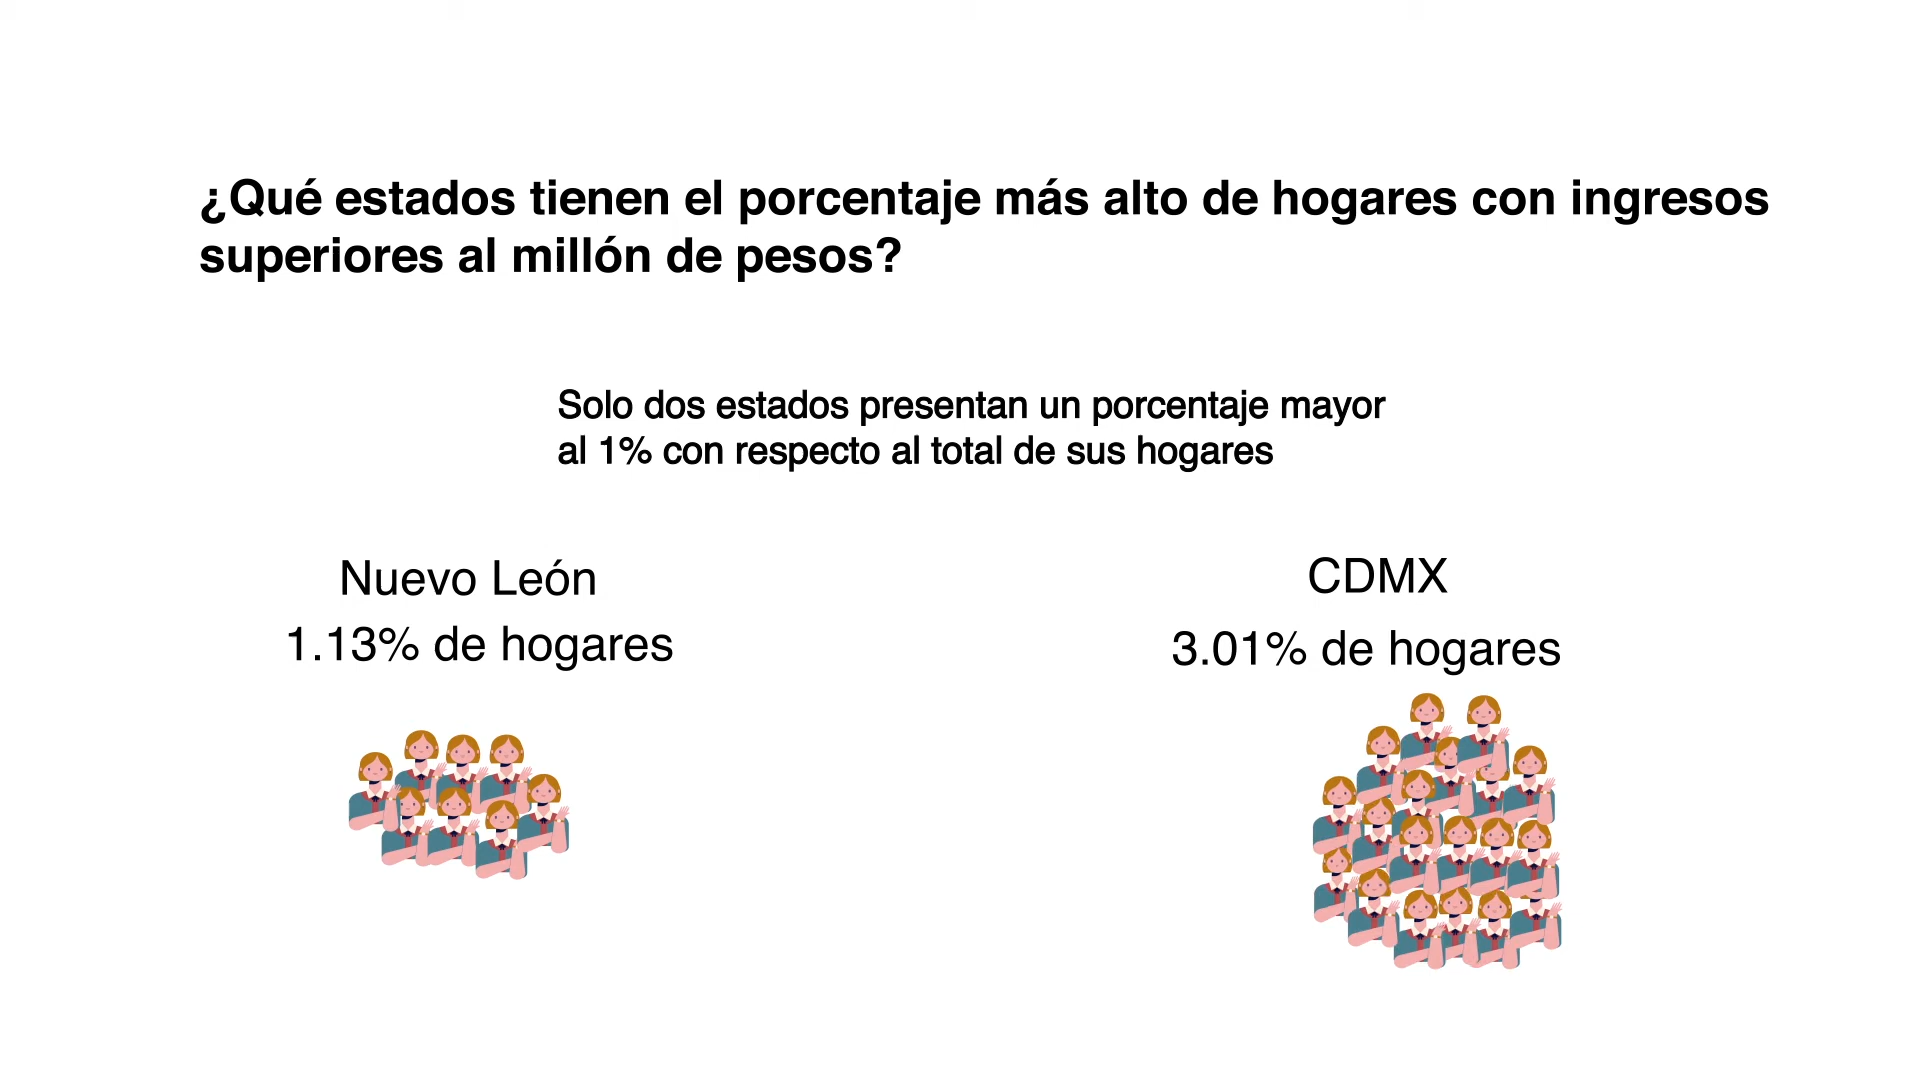 ¿Qué estados tienen el porcentaje más alto de hogares con ingresos
superiores al millón de pesos?
Solo dos estados presentan un porcentaje mayor
al 1% con respecto al total de sus hogares
Nuevo León
1.13% de hogares
CDMX
3.01% de hogares